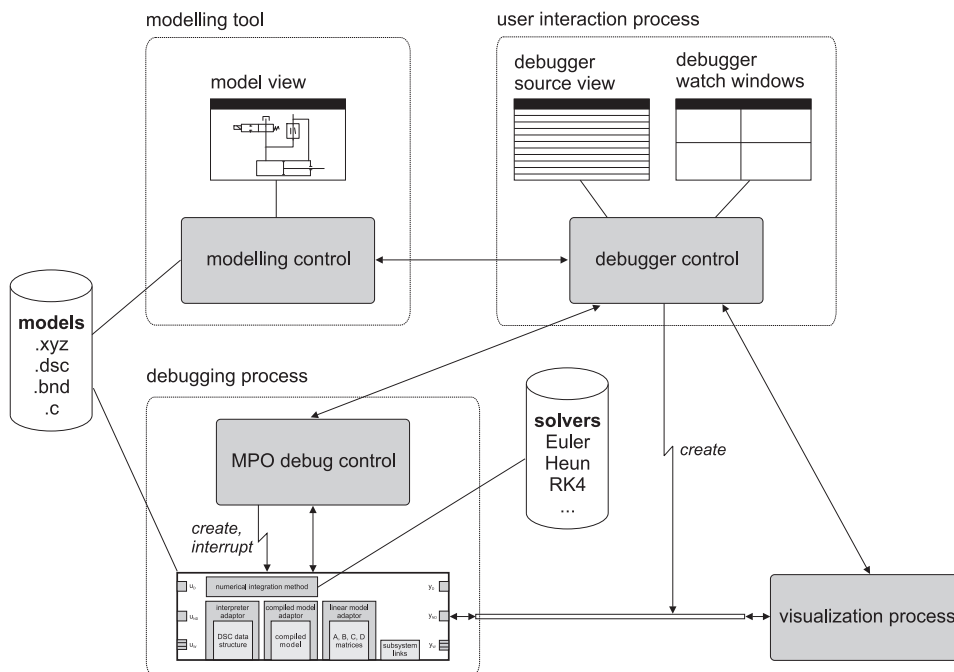 modelling tool
user interaction process
model view
debugger
source view
debugger
watch windows
modelling control
debugger control
models
.xyz
.dsc
.bnd
.c
debugging process
solvers
Euler
Heun
RK4
...
MPO debug control
create
create,
interrupt
numerical integration method
interpreter
adaptor
compiled model
adaptor
linear model
adaptor
DSC data
structure
compiled
model
A, B, C, D
matrices
subsystem
links
visualization process